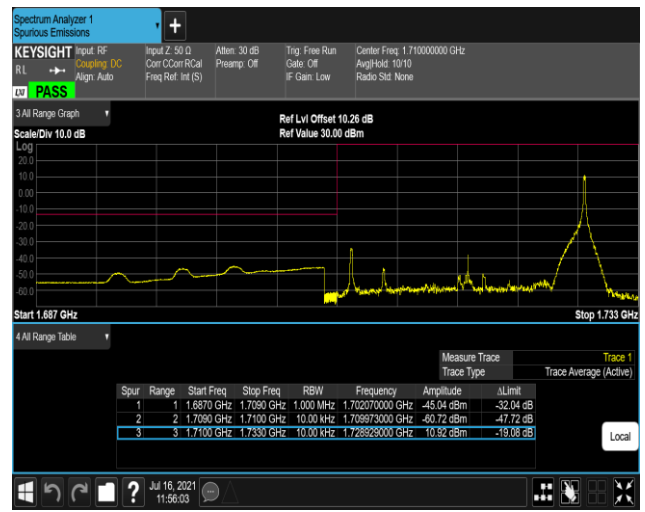 Spectrum Analyzer 1
Spurious Emissions
+
KEYSIGHT Input: RF Input Z: 50 Ω Atten: 30 dB Trig: Free Run Center Freq: 1.710000000 GHz
RL Coupling: DC Corr CCorr RCal Preamp: Off Gate: Off Avg|Hold: 10/10
Align: Auto Freq Ref: Int (S) IF Gain: Low Radio Std: None
LXI PASS
3 All Range Graph
Ref Lvl Offset 10.26 dB
Scale/Div 10.0 dB Ref Value 30.00 dBm
Log
20.0
10.0
0.00
-10.0
-20.0
-30.0
-40.0
-50.0
-60.0
Start 1.687 GHz Stop 1.733 GHz
4 All Range Table
Measure Trace Trace 1
Trace Type Trace Average (Active)
Spur Range Start Freq Stop Freq RBW Frequency Amplitude ΔLimit
1 1 1.6870 GHz 1.7090 GHz 1.000 MHz 1.702070000 GHz -45.04 dBm -32.04 dB
2 2 1.7090 GHz 1.7100 GHz 10.00 kHz 1.709973000 GHz -60.72 dBm -47.72 dB
3 3 1.7100 GHz 1.7330 GHz 10.00 kHz 1.728929000 GHz 10.92 dBm -19.08 dB
Local
? Jul 16, 2021
11:56:03